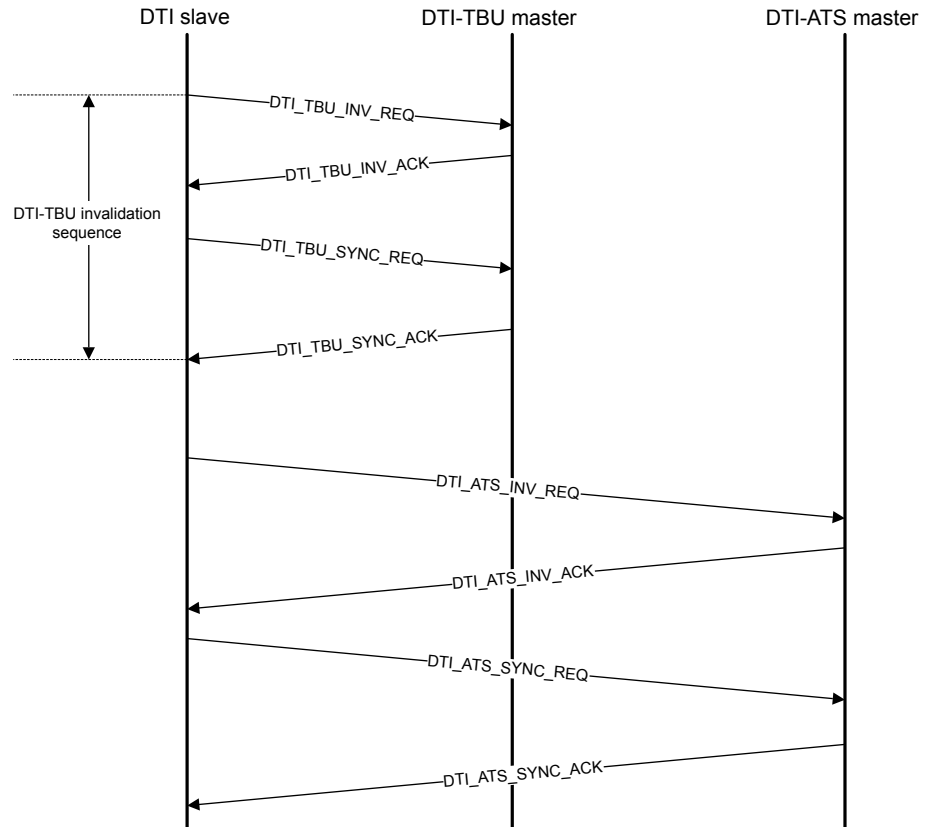 DTI slave
DTI-TBU master
DTI-ATS master
DTI_TBU_INV_REQ
DTI_TBU_INV_ACK
DTI-TBU invalidation
sequence
DTI_TBU_SYNC_REQ
DTI_TBU_SYNC_ACK
DTI_ATS_INV_REQ
DTI_ATS_INV_ACK
DTI_ATS_SYNC_REQ
DTI_ATS_SYNC_ACK